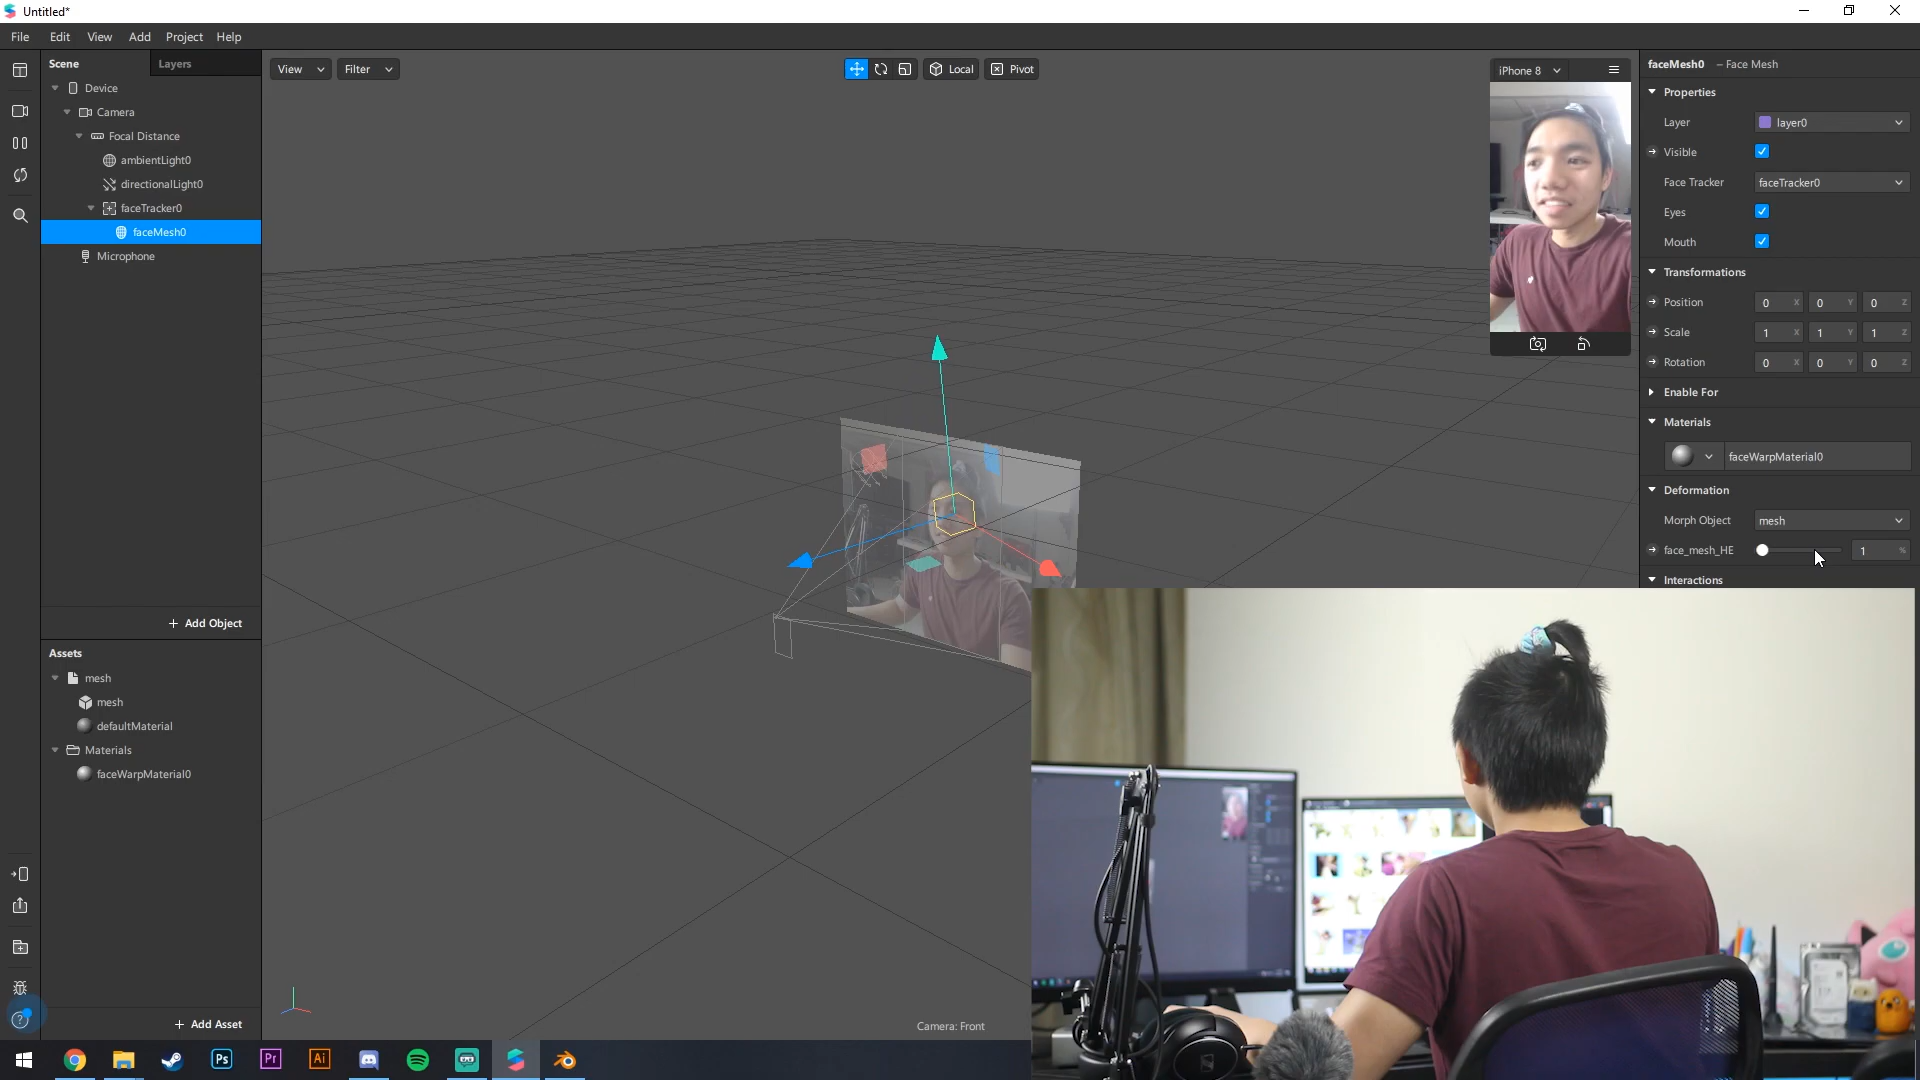 Untitled*
File Edit View Add Project Help
Scene
Layers
Device
Camera
Focal Distance
ambientLight0
directionalLight0
faceTracker0
faceMesh0
Microphone
+ Add Object
Assets
mesh
mesh
defaultMaterial
Materials
faceWarpMaterial0
+ Add Asset
View
Filter
Local
Pivot
iPhone 8
Camera: Front
faceMesh0 – Face Mesh
Properties
Layer layer0
Visible
Face Tracker faceTracker0
Eyes
Mouth
Transformations
Position 0 X 0 Y 0 Z
Scale 1 X 1 Y 1 Z
Rotation 0 X 0 Y 0 Z
Enable For
Materials
faceWarpMaterial0
Deformation
Morph Object mesh
face_mesh_HE 1 %
Interactions
Ps
Pr
Ai